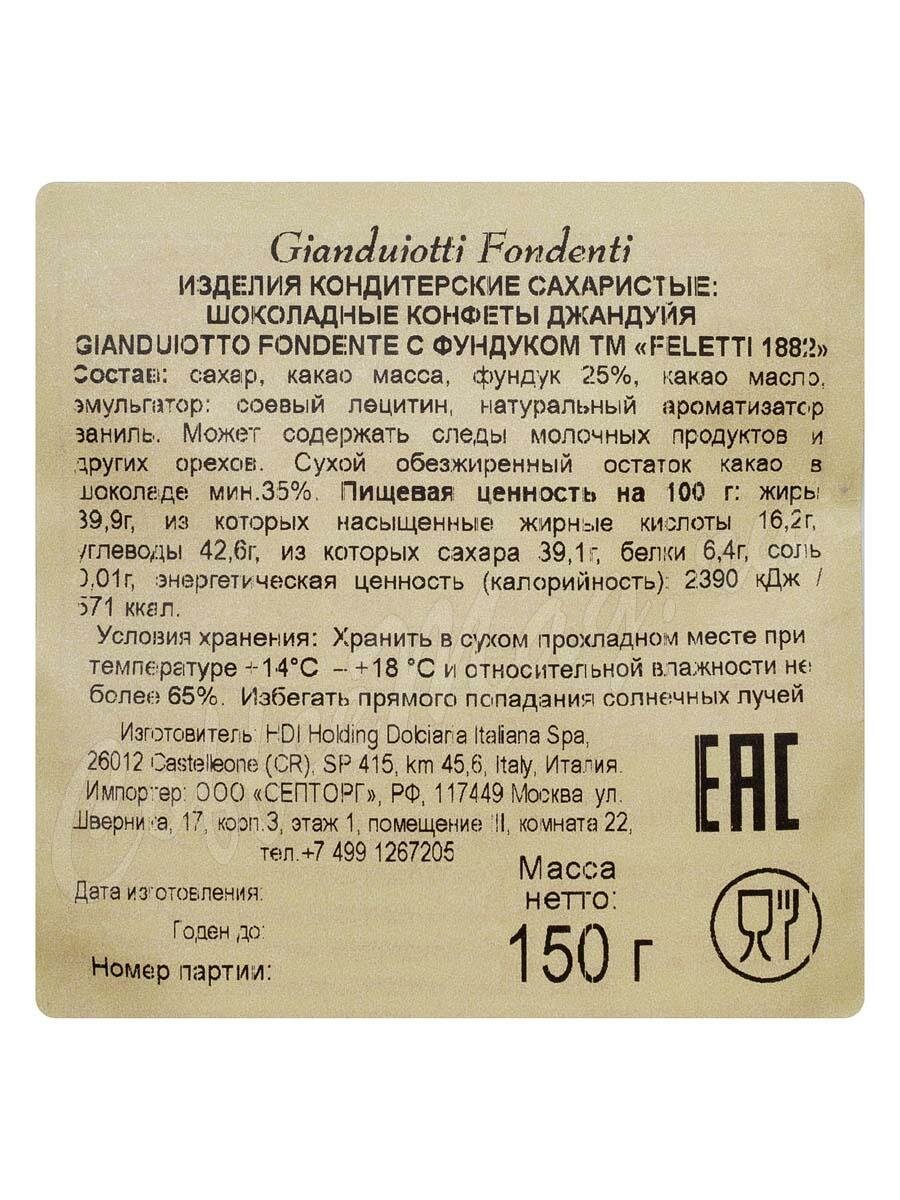 Gianduiotti Fondenti
ИЗДЕЛИЯ КОНДИТЕРСКИЕ САХАРИСТЫЕ:
ШОКОЛАДНЫЕ КОНФЕТЫ ДЖАНДУЙЯ
GIANDUIOTTO FONDENTE С ФУНДУКОМ ТМ «FELETTI 1882»
Состав: сахар, какао масса, фундук 25%, какао масло,
эмульгатор: соевый лецитин, натуральный ароматизатор
ваниль. Может содержать следы молочных продуктов и
других орехов. Сухой обезжиренный остаток какао в
шоколаде мин.35%. Пищевая ценность на 100 г: жиры
39,9г, из которых насыщенные жирные кислоты 16,2г,
углеводы 42,6г, из которых сахара 39,1г, белки 6,4г, соль
0,01г, энергетическая ценность (калорийность): 2390 кДж /
571 ккал.
Условия хранения: Хранить в сухом прохладном месте при
температуре +14°C – +18 °C и относительной влажности не
более 65%. Избегать прямого попадания солнечных лучей
Изготовитель: HDI Holding Dolciaria Italiana Spa,
26012 Castelleone (CR), SP 415, km 45,6, Italy, Италия.
Импортер: ООО «СЕПТОРГ», РФ, 117449 Москва ул.
Шверника, 17, корп.3, этаж 1, помещение III, комната 22,
тел.+7 499 1267205
EAC
Дата изготовления:
Годен до:
Номер партии:
Масса
нетто:
150 г